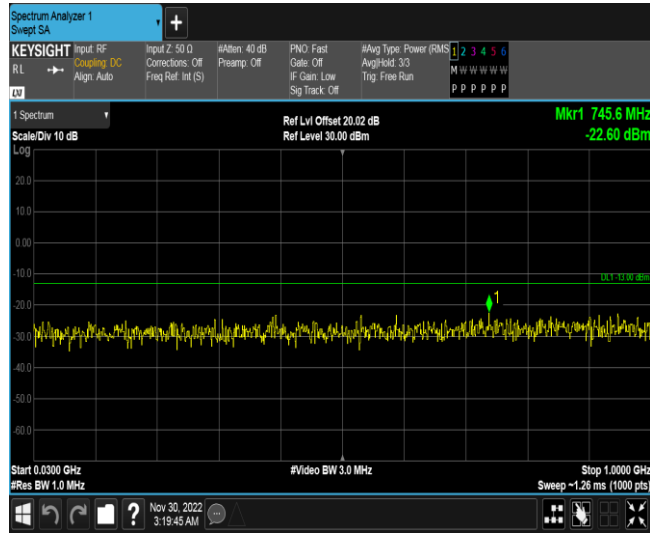 Spectrum Analyzer 1
Swept SA
+
KEYSIGHT
RL
LXI
Input: RF
Coupling: DC
Align: Auto
Input Z: 50 Ω
Corrections: Off
Freq Ref: Int (S)
#Atten: 40 dB
Preamp: Off
PNO: Fast
Gate: Off
IF Gain: Low
Sig Track: Off
#Avg Type: Power (RMS
Avg|Hold: 3/3
Trig: Free Run
1 2 3 4 5 6
M W W W W W
P P P P P P
1 Spectrum
Scale/Div 10 dB
Log
Ref Lvl Offset 20.02 dB
Ref Level 30.00 dBm
Mkr1 745.6 MHz
-22.60 dBm
20.0
10.0
0.00
-10.0
DL1 -13.00 dBm
1
-20.0
-30.0
-40.0
-50.0
-60.0
Start 0.0300 GHz
#Res BW 1.0 MHz
#Video BW 3.0 MHz
Stop 1.0000 GHz
Sweep ~1.26 ms (1000 pts)
?
Nov 30, 2022
3:19:45 AM